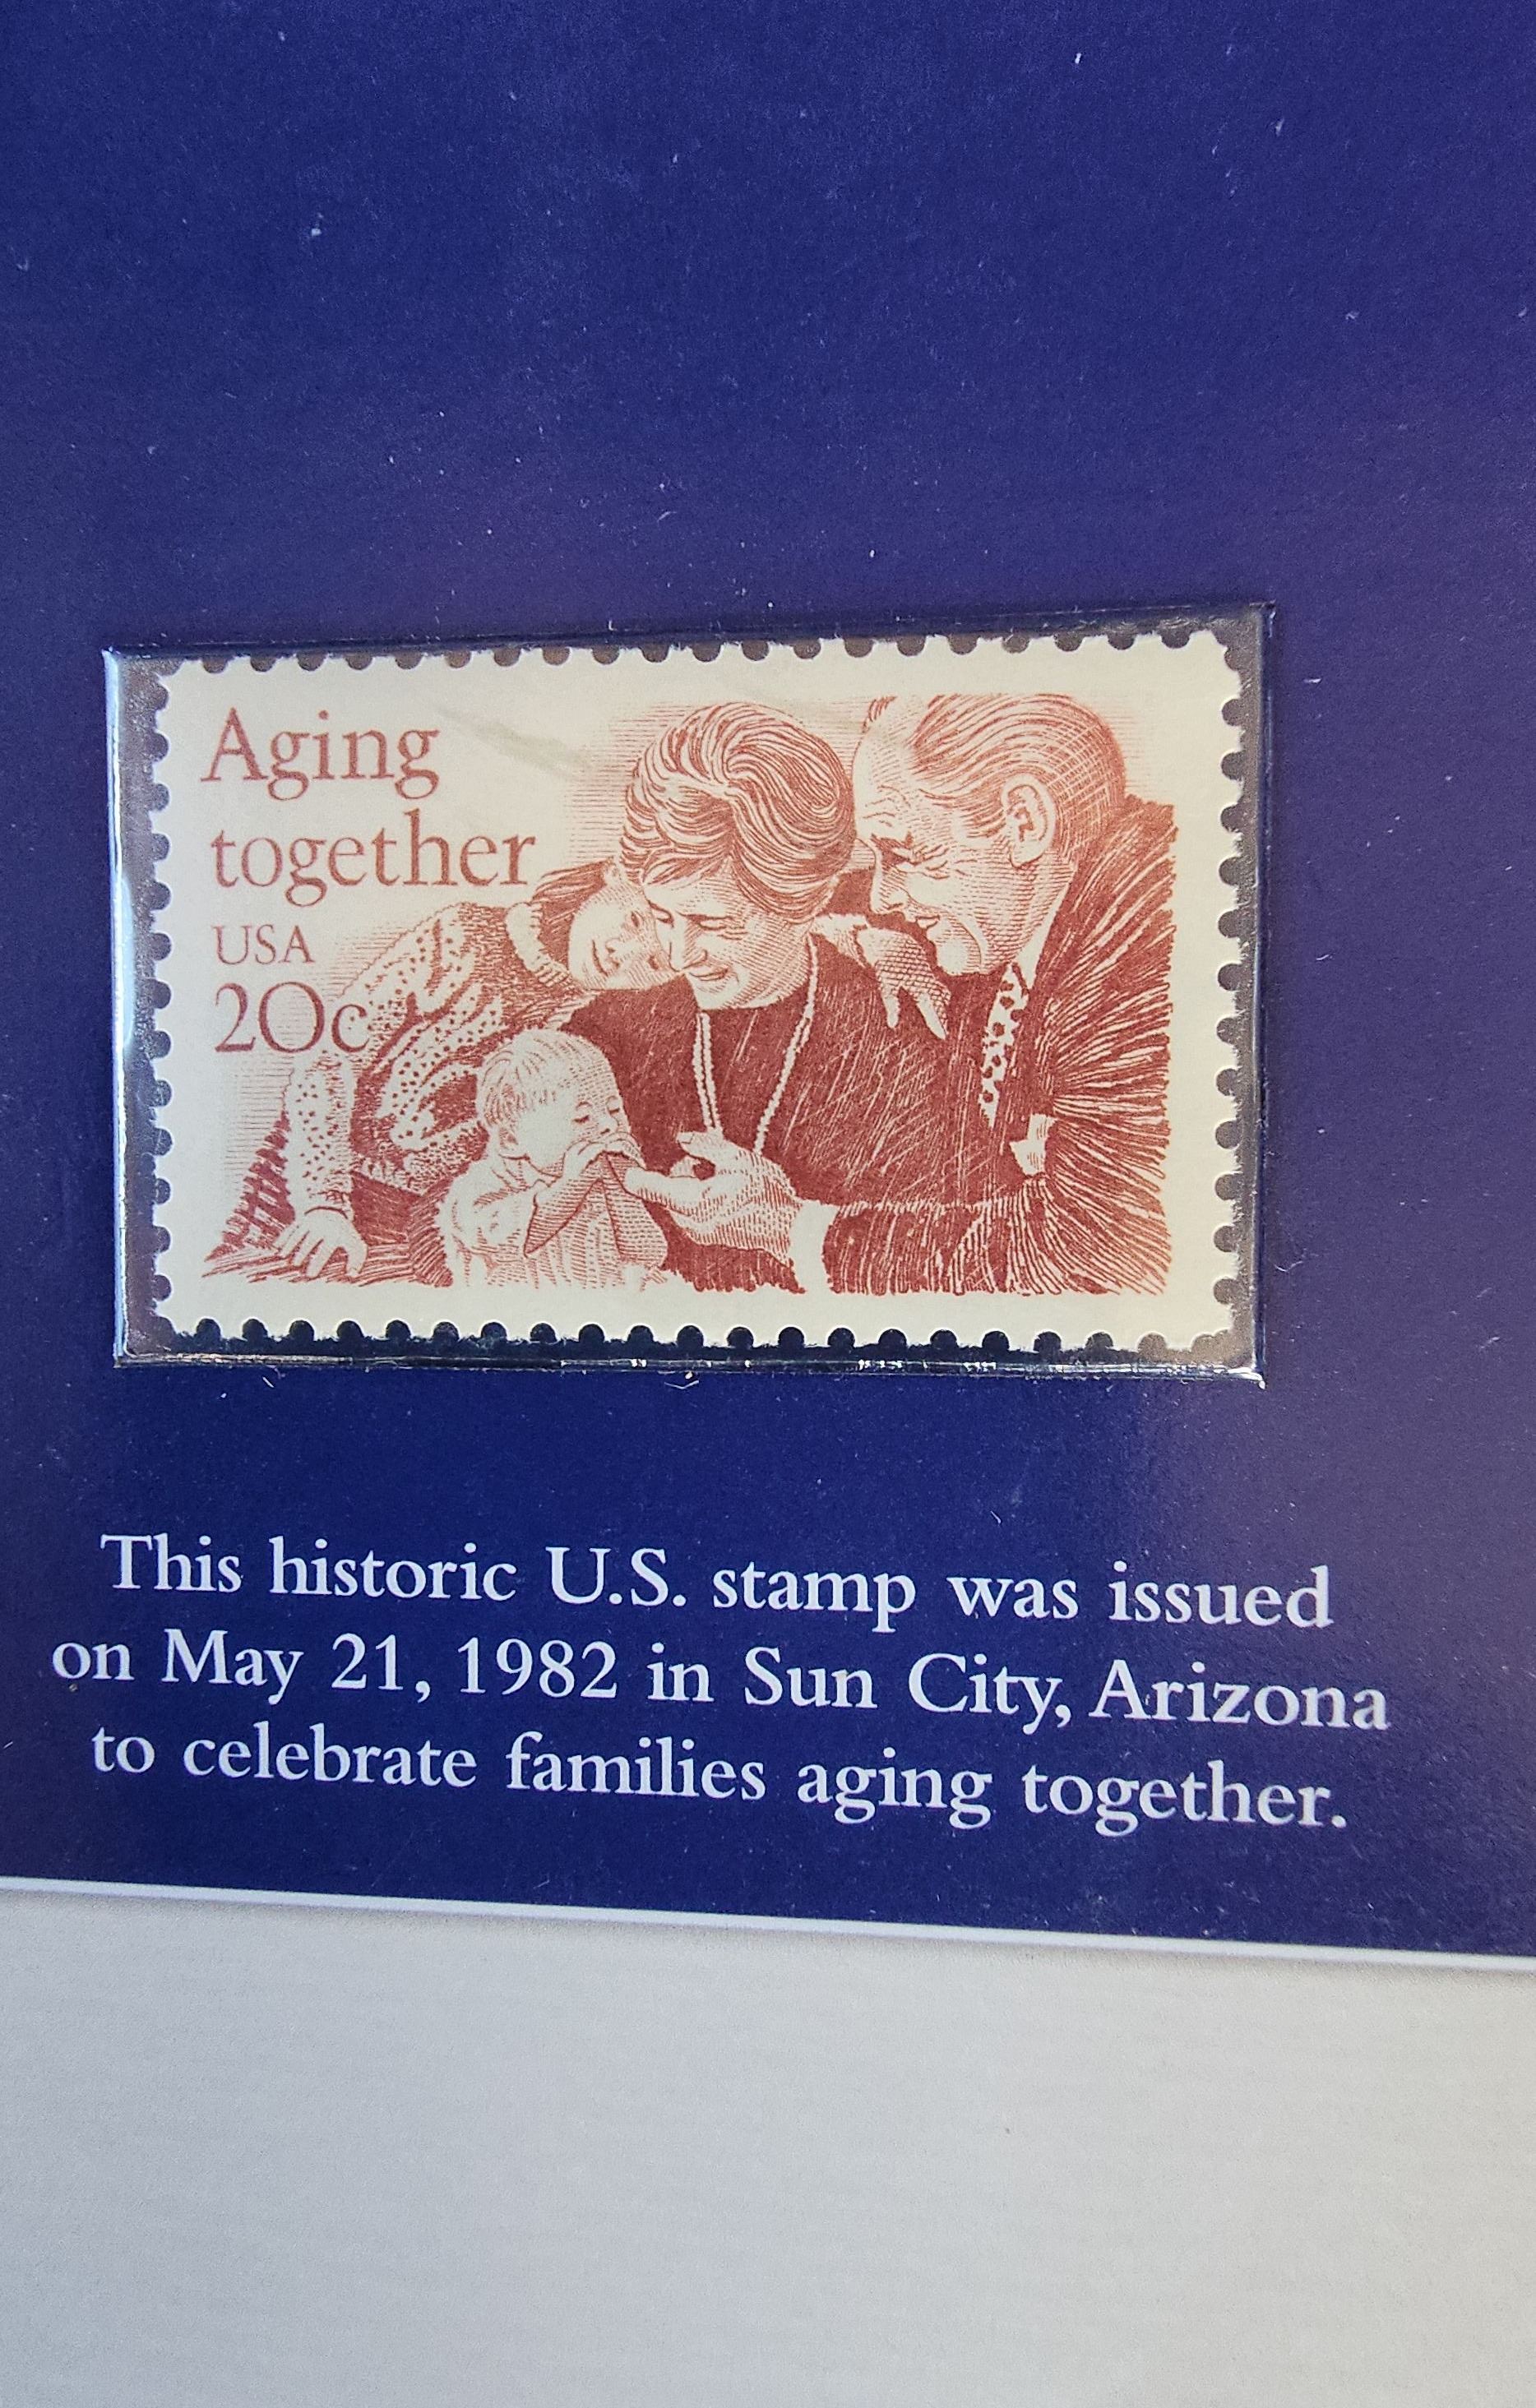 Aging
together
USA
20c
This historic U.S. stamp was issued
on May 21, 1982 in Sun City, Arizona
to celebrate families aging together.